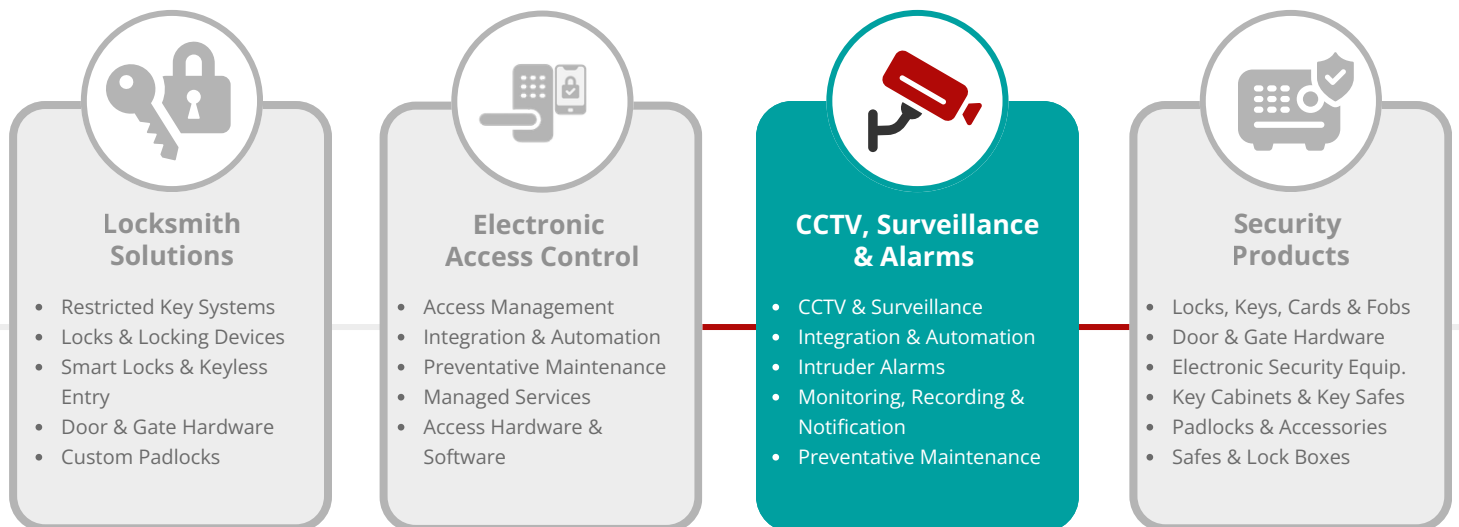 Locksmith
Solutions
• Restricted Key Systems
• Locks & Locking Devices
• Smart Locks & Keyless
Entry
• Door & Gate Hardware
• Custom Padlocks
Electronic
Access Control
• Access Management
• Integration & Automation
• Preventative Maintenance
• Managed Services
• Access Hardware &
Software
CCTV, Surveillance
& Alarms
• CCTV & Surveillance
• Integration & Automation
• Intruder Alarms
• Monitoring, Recording &
Notification
• Preventative Maintenance
Security
Products
• Locks, Keys, Cards & Fobs
• Door & Gate Hardware
• Electronic Security Equip.
• Key Cabinets & Key Safes
• Padlocks & Accessories
• Safes & Lock Boxes